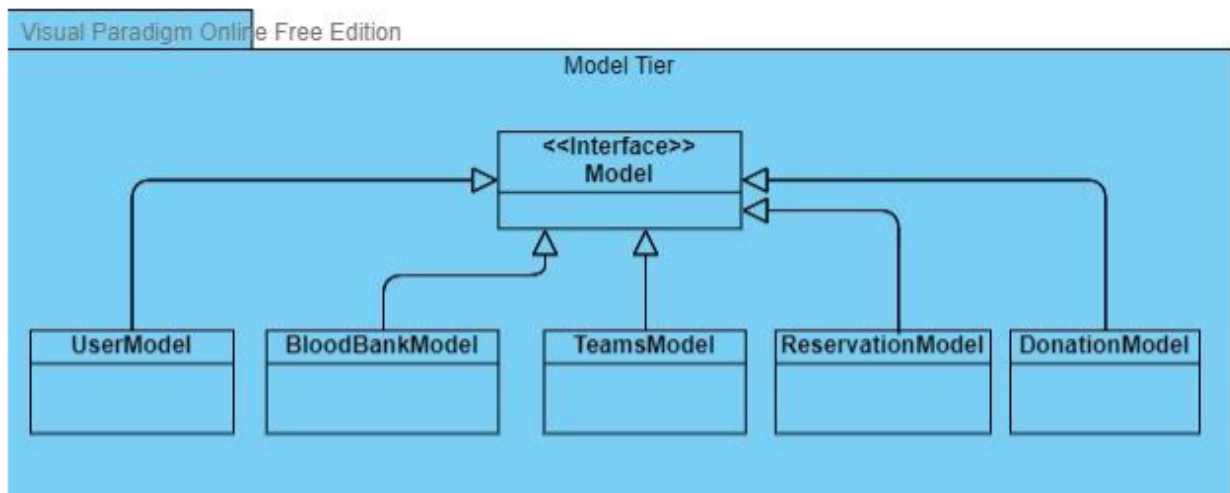 Visual Paradigm Online Free Edition
Model Tier
<<Interface>>
Model
UserModel
BloodBankModel
TeamsModel
ReservationModel
DonationModel